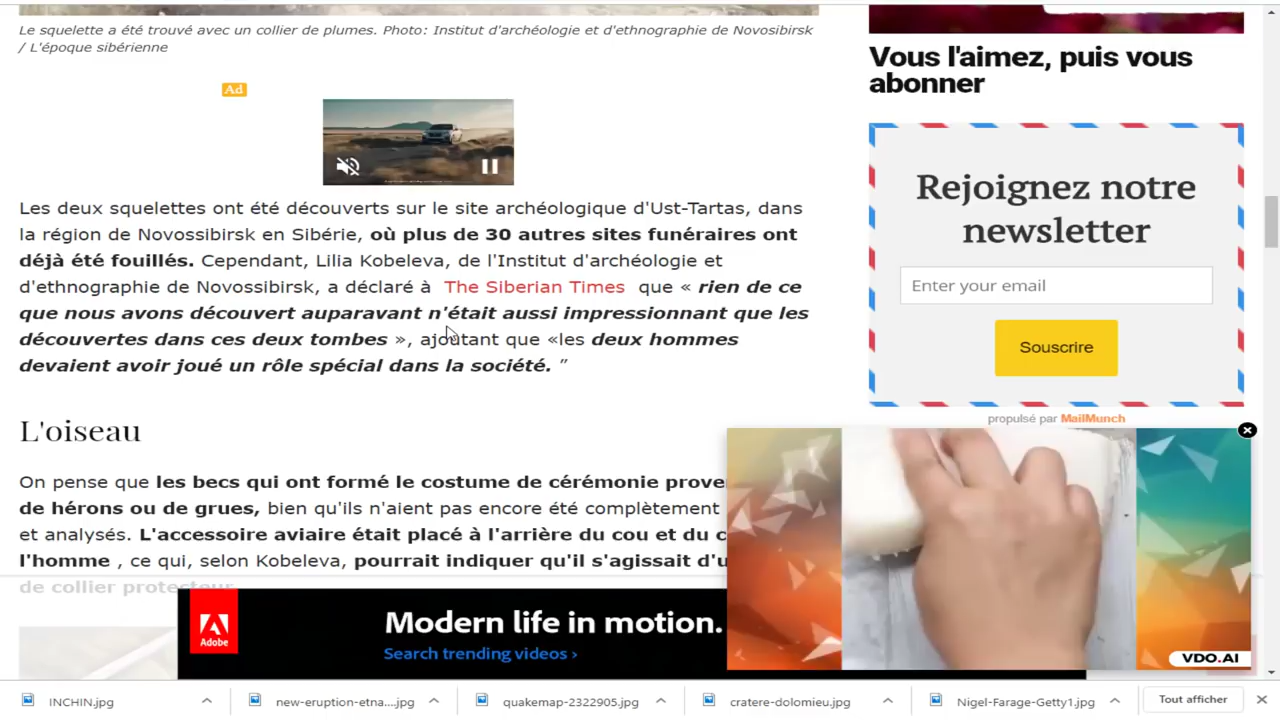 Le squelette a été trouvé avec un collier de plumes. Photo: Institut d'archéologie et d'ethnographie de Novosibirsk
/ L'époque sibérienne
Ad
Les deux squelettes ont été découverts sur le site archéologique d'Ust-Tartas, dans
la région de Novossibirsk en Sibérie, où plus de 30 autres sites funéraires ont
déjà été fouillés. Cependant, Lilia Kobeleva, de l'Institut d'archéologie et
d'ethnographie de Novossibirsk, a déclaré à The Siberian Times que « rien de ce
que nous avons découvert auparavant n'était aussi impressionnant que les
découvertes dans ces deux tombes », ajoutant que «les deux hommes
devaient avoir joué un rôle spécial dans la société. ”
L'oiseau
On pense que les becs qui ont formé le costume de cérémonie
de hérons ou de grues, bien qu'ils n'aient pas encore été complètement
et analysés. L'accessoire aviaire était placé à l'arrière du cou et du
l'homme , ce qui, selon Kobeleva, pourrait indiquer qu'il s'agissait
de collier protecteur
Vous l'aimez, puis vous
abonner
Rejoignez notre
newsletter
Enter your email
Souscrire
propulsé par MailMunch
VDO.AI
Adobe
Modern life in motion.
Search trending videos ›
INCHIN.jpg
new-eruption-etna....jpg
quakemap-2322905.jpg
cratere-dolomieu.jpg
Nigel-Farage-Getty1.jpg
Tout afficher